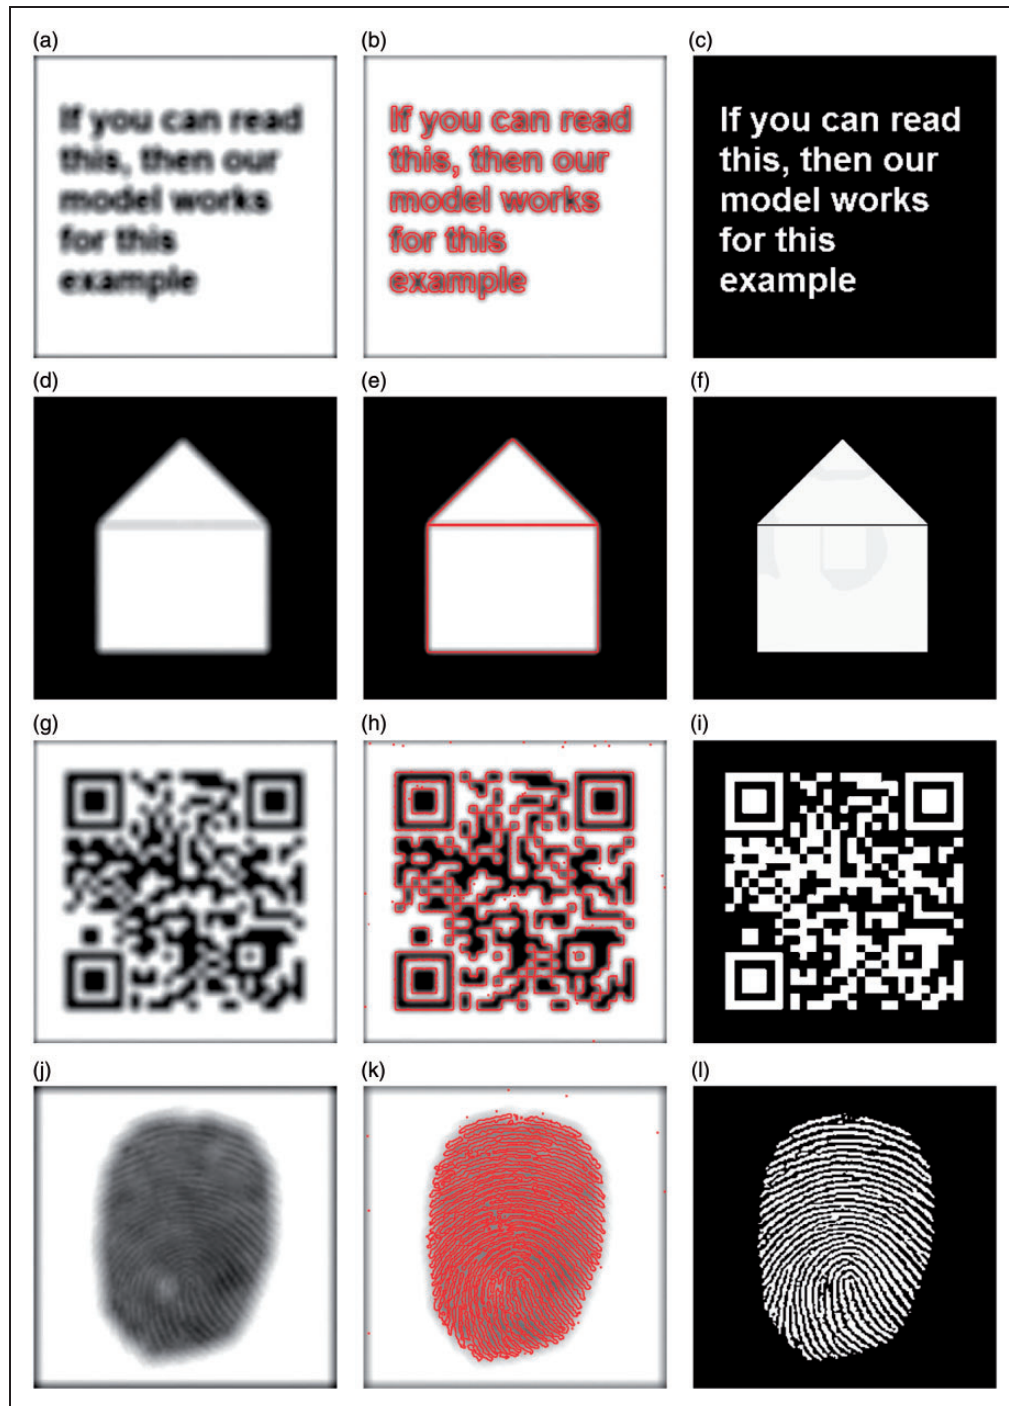 (a) (b) (c)
If you can read
this, then our
model works
for this
example
If you can read
this, then our
model works
for this
example
If you can read
this, then our
model works
for this
example
(d) (e) (f)
(g) (h) (i)
(j) (k) (l)